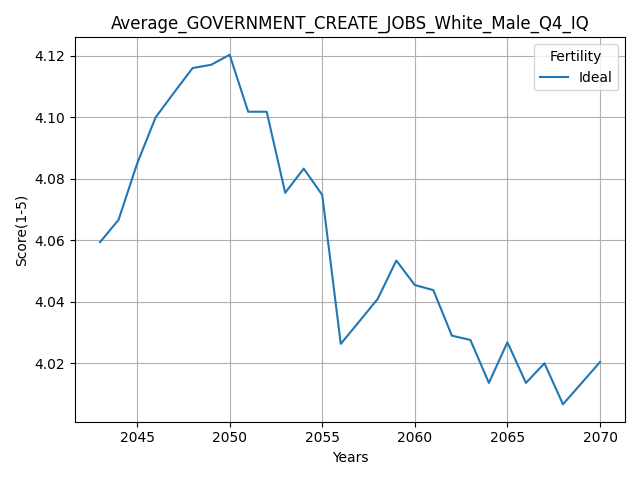 Average_GOVERNMENT_CREATE_JOBS_White_Male_Q4_IQ
Fertility
Ideal
4.12
4.10
4.08
4.06
4.04
4.02
Score(1-5)
2045 2050 2055 2060 2065 2070
Years